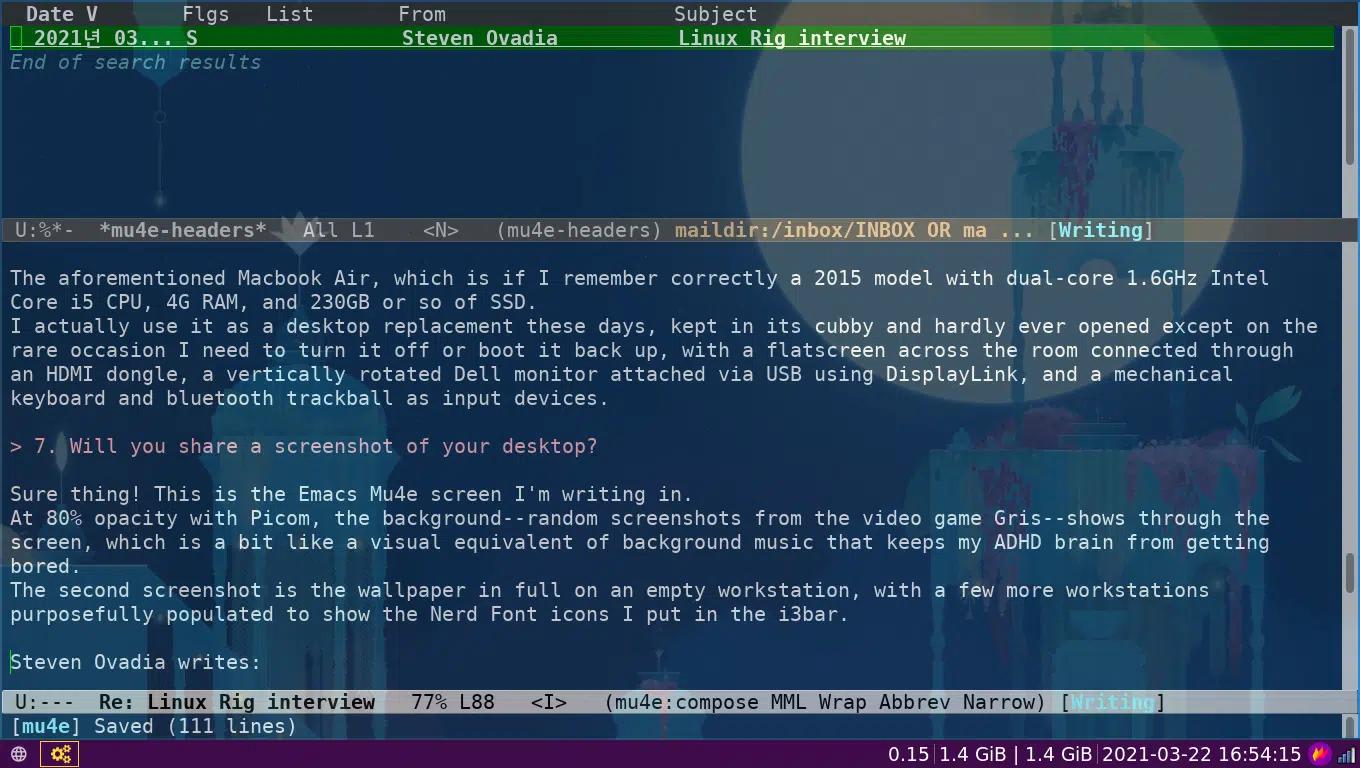 Date V Flgs List From Subject
2021년 03... S Steven Ovadia Linux Rig interview
End of search results
U:%*- *mu4e-headers* All L1 <N> (mu4e-headers) maildir:/inbox/INBOX OR ma ... [Writing]
The aforementioned Macbook Air, which is if I remember correctly a 2015 model with dual-core 1.6GHz Intel
Core i5 CPU, 4G RAM, and 230GB or so of SSD.
I actually use it as a desktop replacement these days, kept in its cubby and hardly ever opened except on the
rare occasion I need to turn it off or boot it back up, with a flatscreen across the room connected through
an HDMI dongle, a vertically rotated Dell monitor attached via USB using DisplayLink, and a mechanical
keyboard and bluetooth trackball as input devices.
> 7. Will you share a screenshot of your desktop?
Sure thing! This is the Emacs Mu4e screen I'm writing in.
At 80% opacity with Picom, the background--random screenshots from the video game Gris--shows through the
screen, which is a bit like a visual equivalent of background music that keeps my ADHD brain from getting
bored.
The second screenshot is the wallpaper in full on an empty workstation, with a few more workstations
purposefully populated to show the Nerd Font icons I put in the i3bar.
Steven Ovadia writes:
U:--- Re: Linux Rig interview 77% L88 <I> (mu4e:compose MML Wrap Abbrev Narrow) [Writing]
[mu4e] Saved (111 lines)
0.15 1.4 GiB | 1.4 GiB 2021-03-22 16:54:15